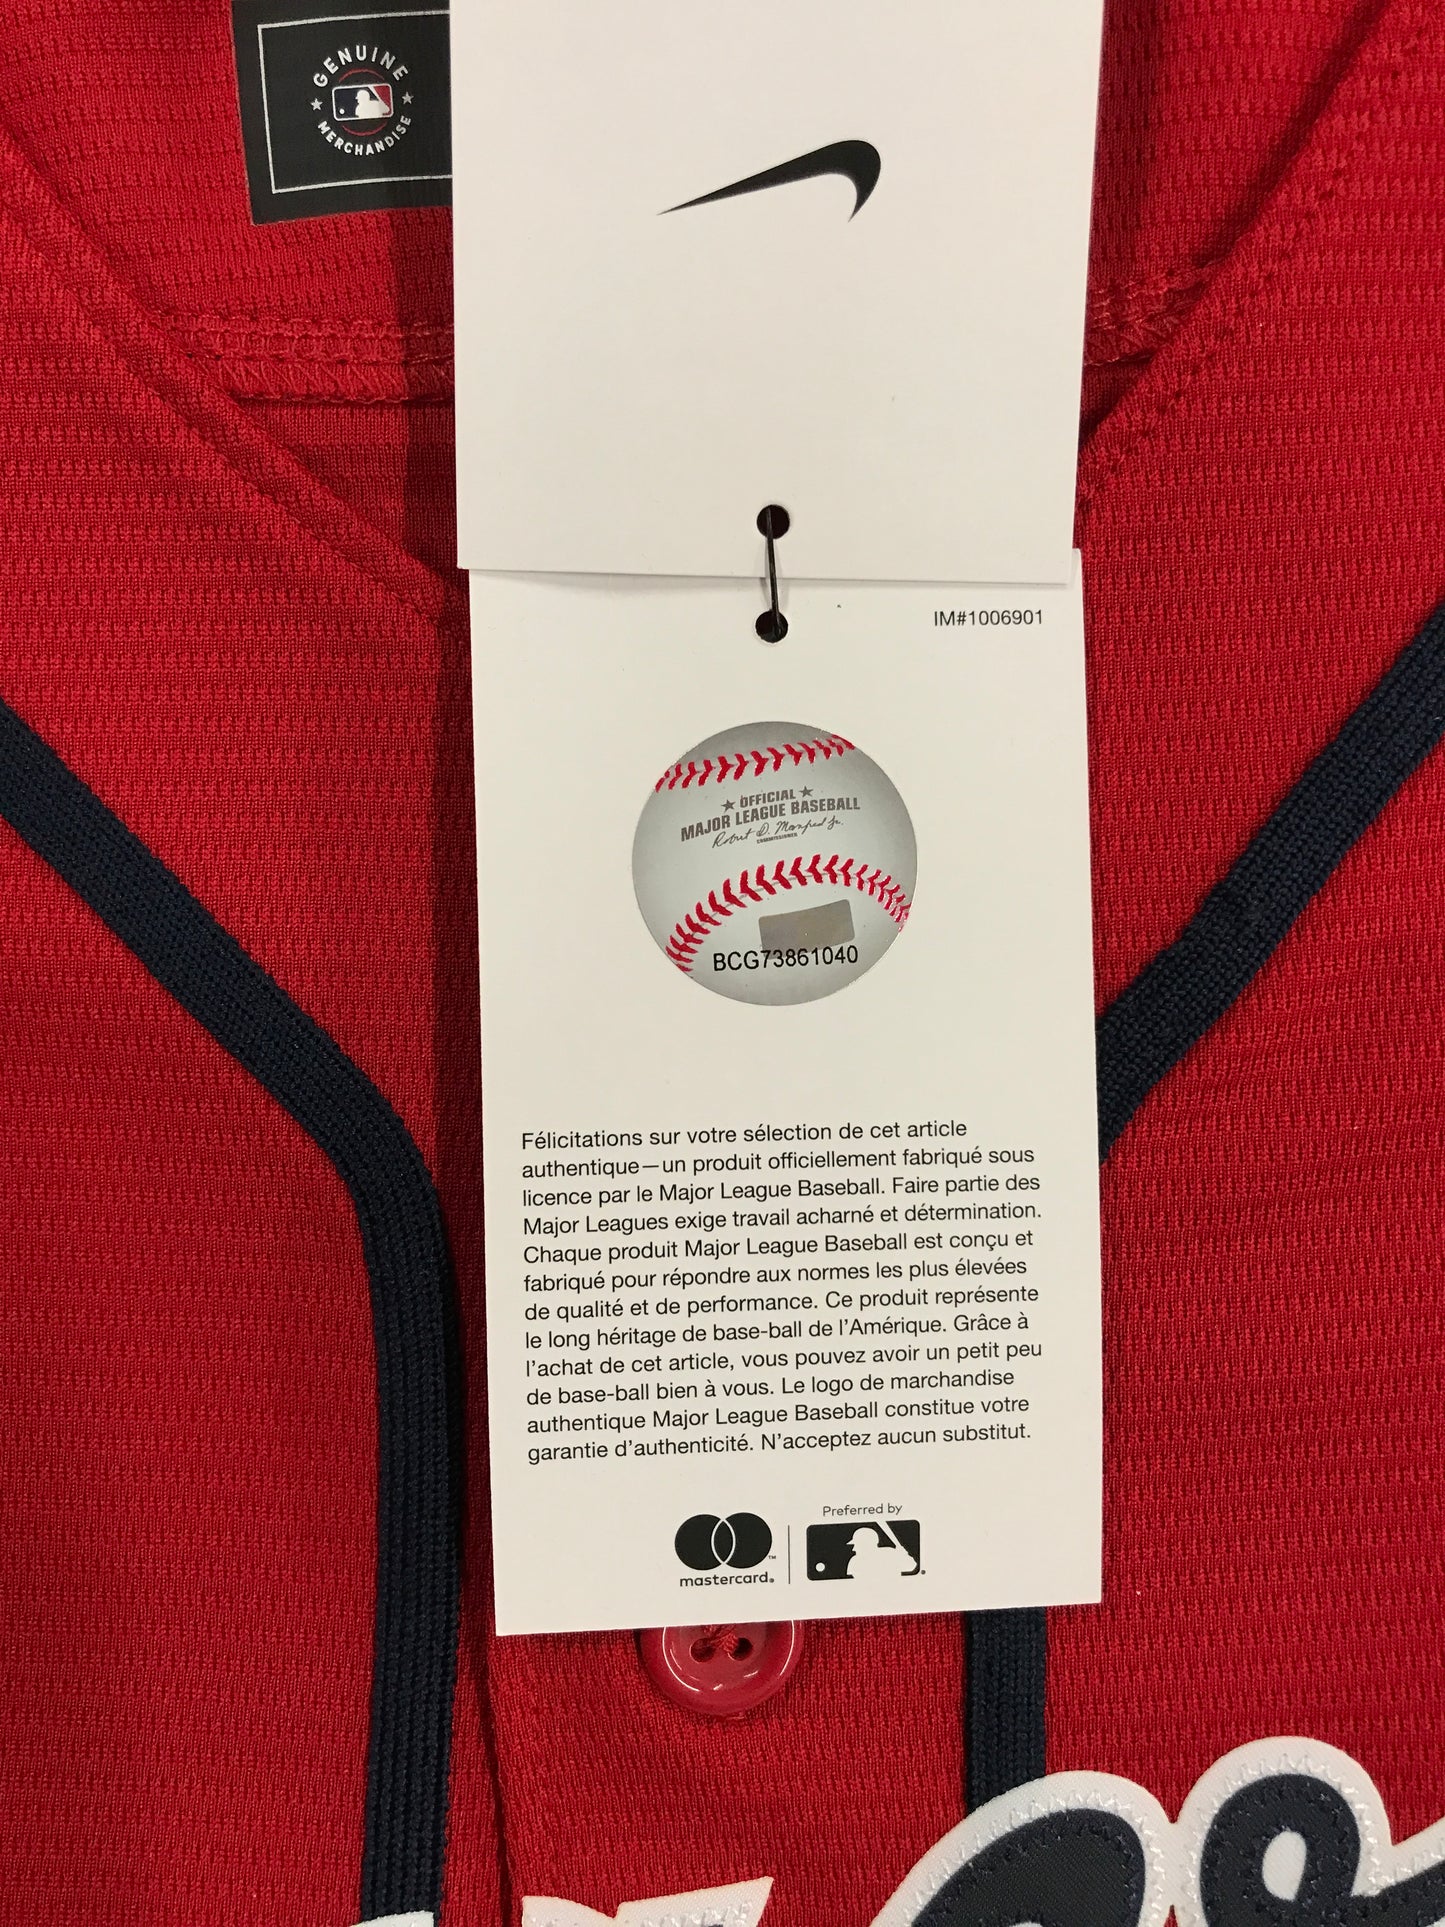 GENUINE
MERCHANDISE
IM#1006901
OFFICIAL
MAJOR LEAGUE BASEBALL
Robert D. Manfred Jr.
COMMISSIONER
BCG73861040
Félicitations sur votre sélection de cet article
authentique—un produit officiellement fabriqué sous
licence par le Major League Baseball. Faire partie des
Major Leagues exige travail acharné et détermination.
Chaque produit Major League Baseball est conçu et
fabriqué pour répondre aux normes les plus élevées
de qualité et de performance. Ce produit représente
le long héritage de base-ball de l'Amérique. Grâce à
l'achat de cet article, vous pouvez avoir un petit peu
de base-ball bien à vous. Le logo de marchandise
authentique Major League Baseball constitue votre
garantie d'authenticité. N'acceptez aucun substitut.
Preferred by
mastercard.